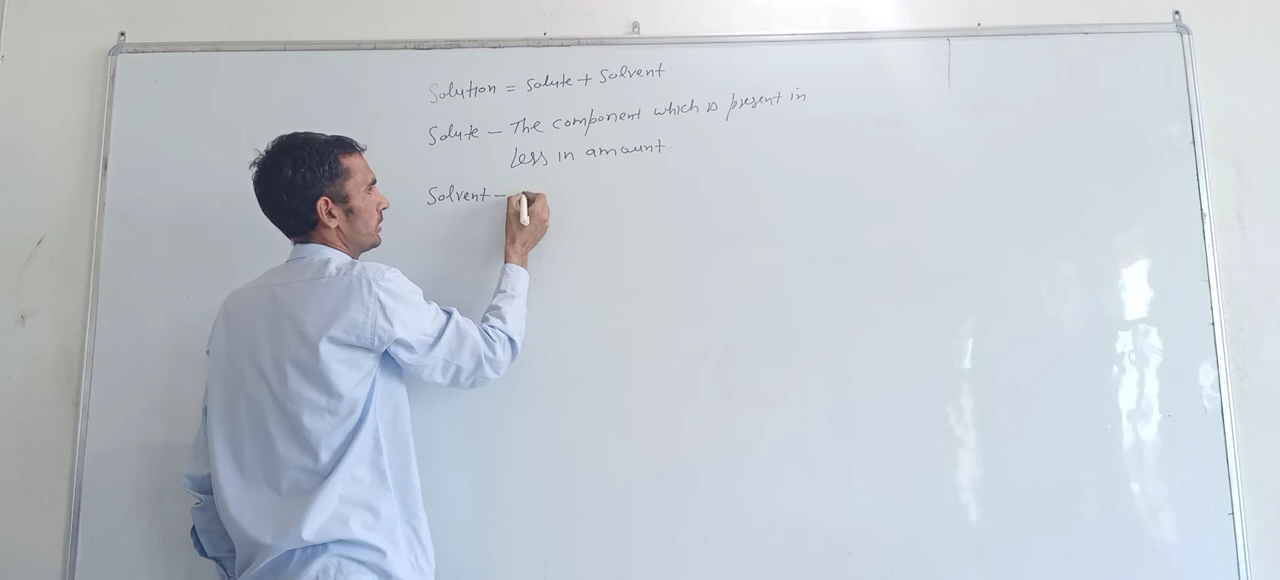 Solution = Solute + Solvent
Solute - The component which is present in
Less in amount.
Solvent -